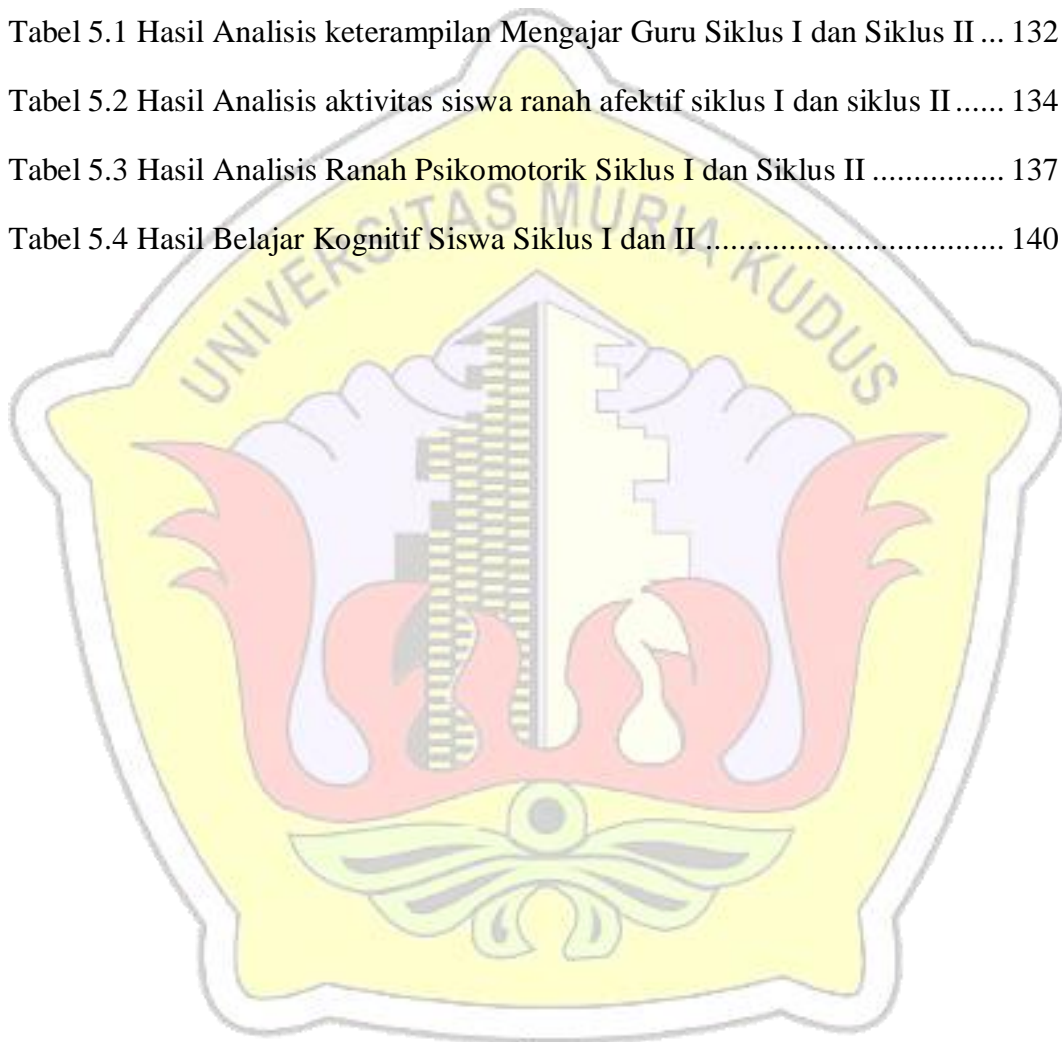 Tabel 5.1 Hasil Analisis keterampilan Mengajar Guru Siklus I dan Siklus II ... 132
Tabel 5.2 Hasil Analisis aktivitas siswa ranah afektif siklus I dan siklus II ...... 134
Tabel 5.3 Hasil Analisis Ranah Psikomotorik Siklus I dan Siklus II ................ 137
Tabel 5.4 Hasil Belajar Kognitif Siswa Siklus I dan II .................................... 140
UNIVERSITAS MURIA KUDUS